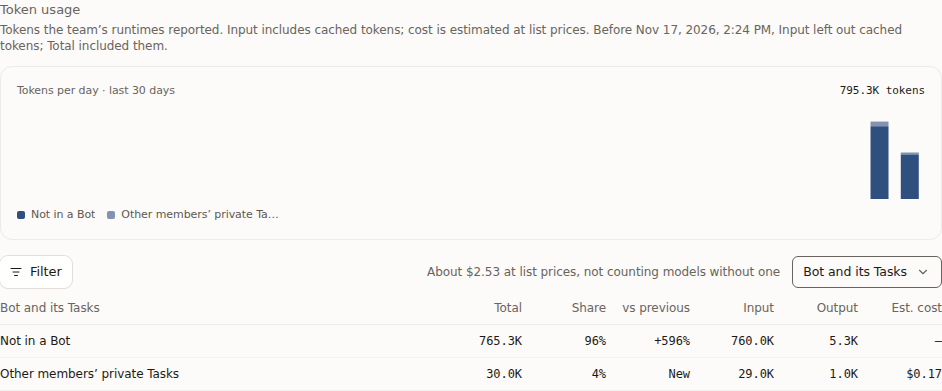 Token usage
Tokens the team’s runtimes reported. Input includes cached tokens; cost is estimated at list prices. Before Nov 17, 2026, 2:24 PM, Input left out cached
tokens; Total included them.
Tokens per day · last 30 days
795.3K tokens
Not in a Bot
Other members’ private Ta…
Filter
About $2.53 at list prices, not counting models without one
Bot and its Tasks
Bot and its Tasks Total Share vs previous Input Output Est. cost
Not in a Bot 765.3K 96% +596% 760.0K 5.3K —
Other members’ private Tasks 30.0K 4% New 29.0K 1.0K $0.17